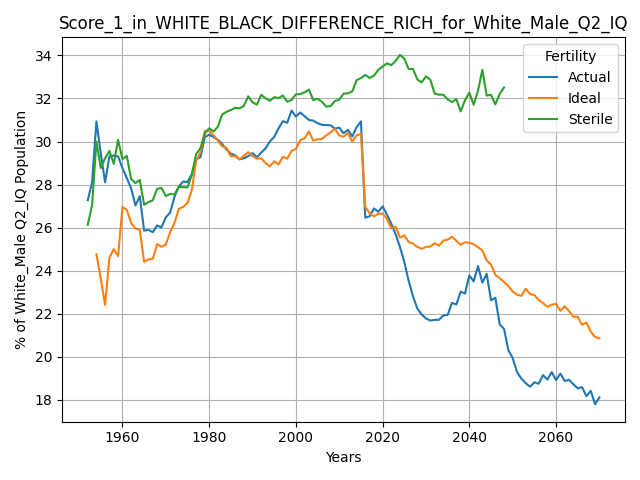 Score_1_in_WHITE_BLACK_DIFFERENCE_RICH_for_White_Male_Q2_IQ
% of White_Male Q2_IQ Population
34
32
30
28
26
24
22
20
18
Fertility
Actual
Ideal
Sterile
1960 1980 2000 2020 2040 2060
Years